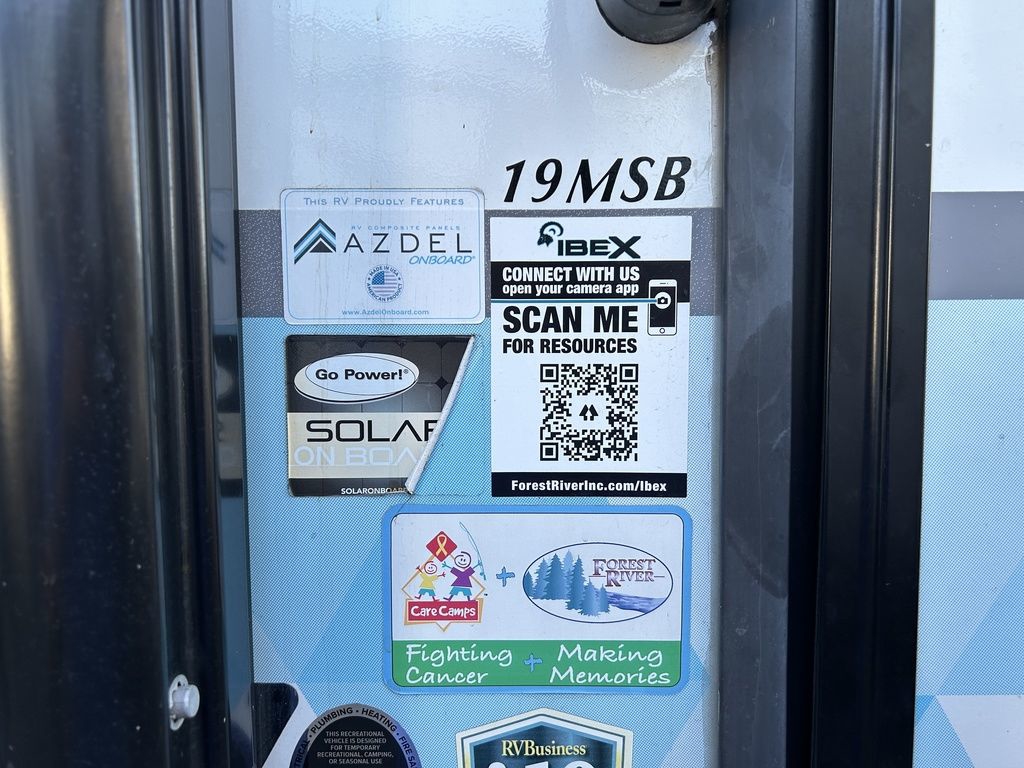 19MSB
THIS RV PROUDLY FEATURES
RV COMPOSITE PANELS
AZDEL
ONBOARD®
MADE IN USA
AMERICAN PRODUCT
www.AzdelOnboard.com
IBEX
CONNECT WITH US
open your camera app
SCAN ME
FOR RESOURCES
ForestRiverInc.com/Ibex
Go Power!®
SOLAR
ON BOA
SOLARONBOA
Care Camps
+
FOREST
RIVER
Fighting + Making
Cancer Memories
PLUMBING • HEATING •
THIS RECREATIONAL
VEHICLE IS DESIGNED
FOR TEMPORARY
RECREATIONAL, CAMPING,
OR SEASONAL USE
RVBusiness